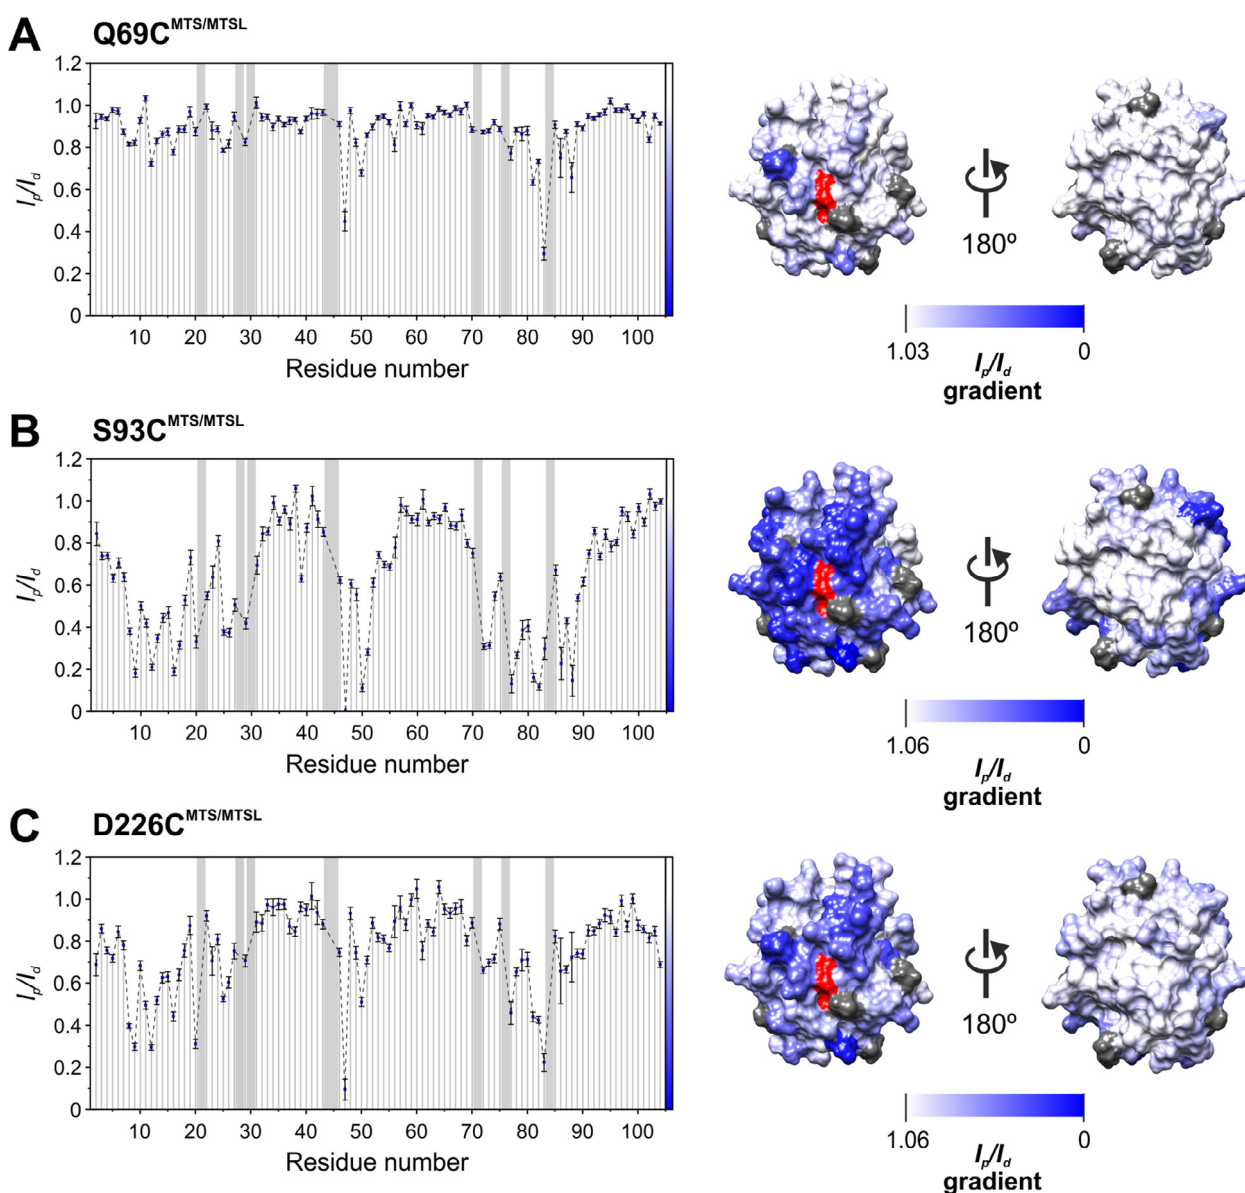 A
Q69C^MTS/MTSL
1.2
1.0
0.8
0.6
0.4
0.2
0
I_p/I_d
10 20 30 40 50 60 70 80 90 100
Residue number
180º
1.03 0
I_p/I_d
gradient
B
S93C^MTS/MTSL
1.2
1.0
0.8
0.6
0.4
0.2
0
I_p/I_d
10 20 30 40 50 60 70 80 90 100
Residue number
180º
1.06 0
I_p/I_d
gradient
C
D226C^MTS/MTSL
1.2
1.0
0.8
0.6
0.4
0.2
0
I_p/I_d
10 20 30 40 50 60 70 80 90 100
Residue number
180º
1.06 0
I_p/I_d
gradient